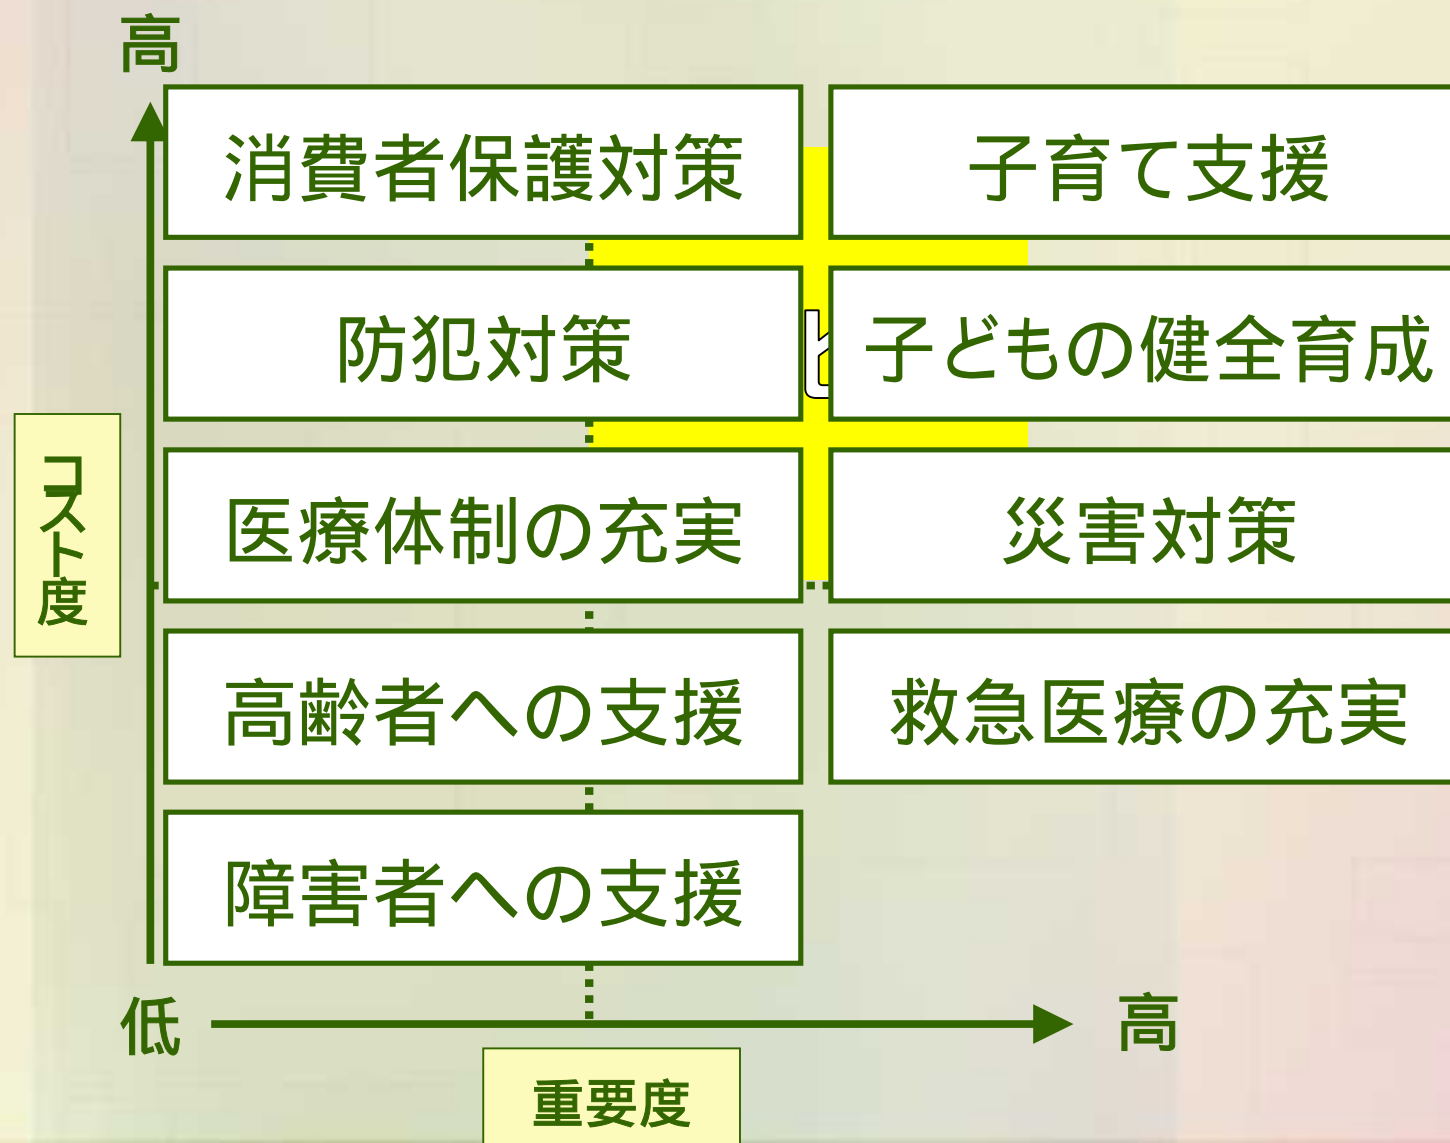 高
消費者保護対策
子育て支援
防犯対策
子どもの健全育成
医療体制の充実
災害対策
コスト度
高齢者への支援
救急医療の充実
障害者への支援
低
高
重要度